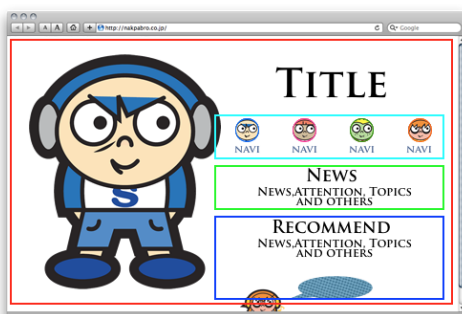 A A
http://nakpabro.co.jp/
Google
TITLE
NAVI NAVI NAVI NAVI
NEWS
NEWS,ATTENTION, TOPICS
AND OTHERS
S
RECOMMEND
NEWS,ATTENTION, TOPICS
AND OTHERS